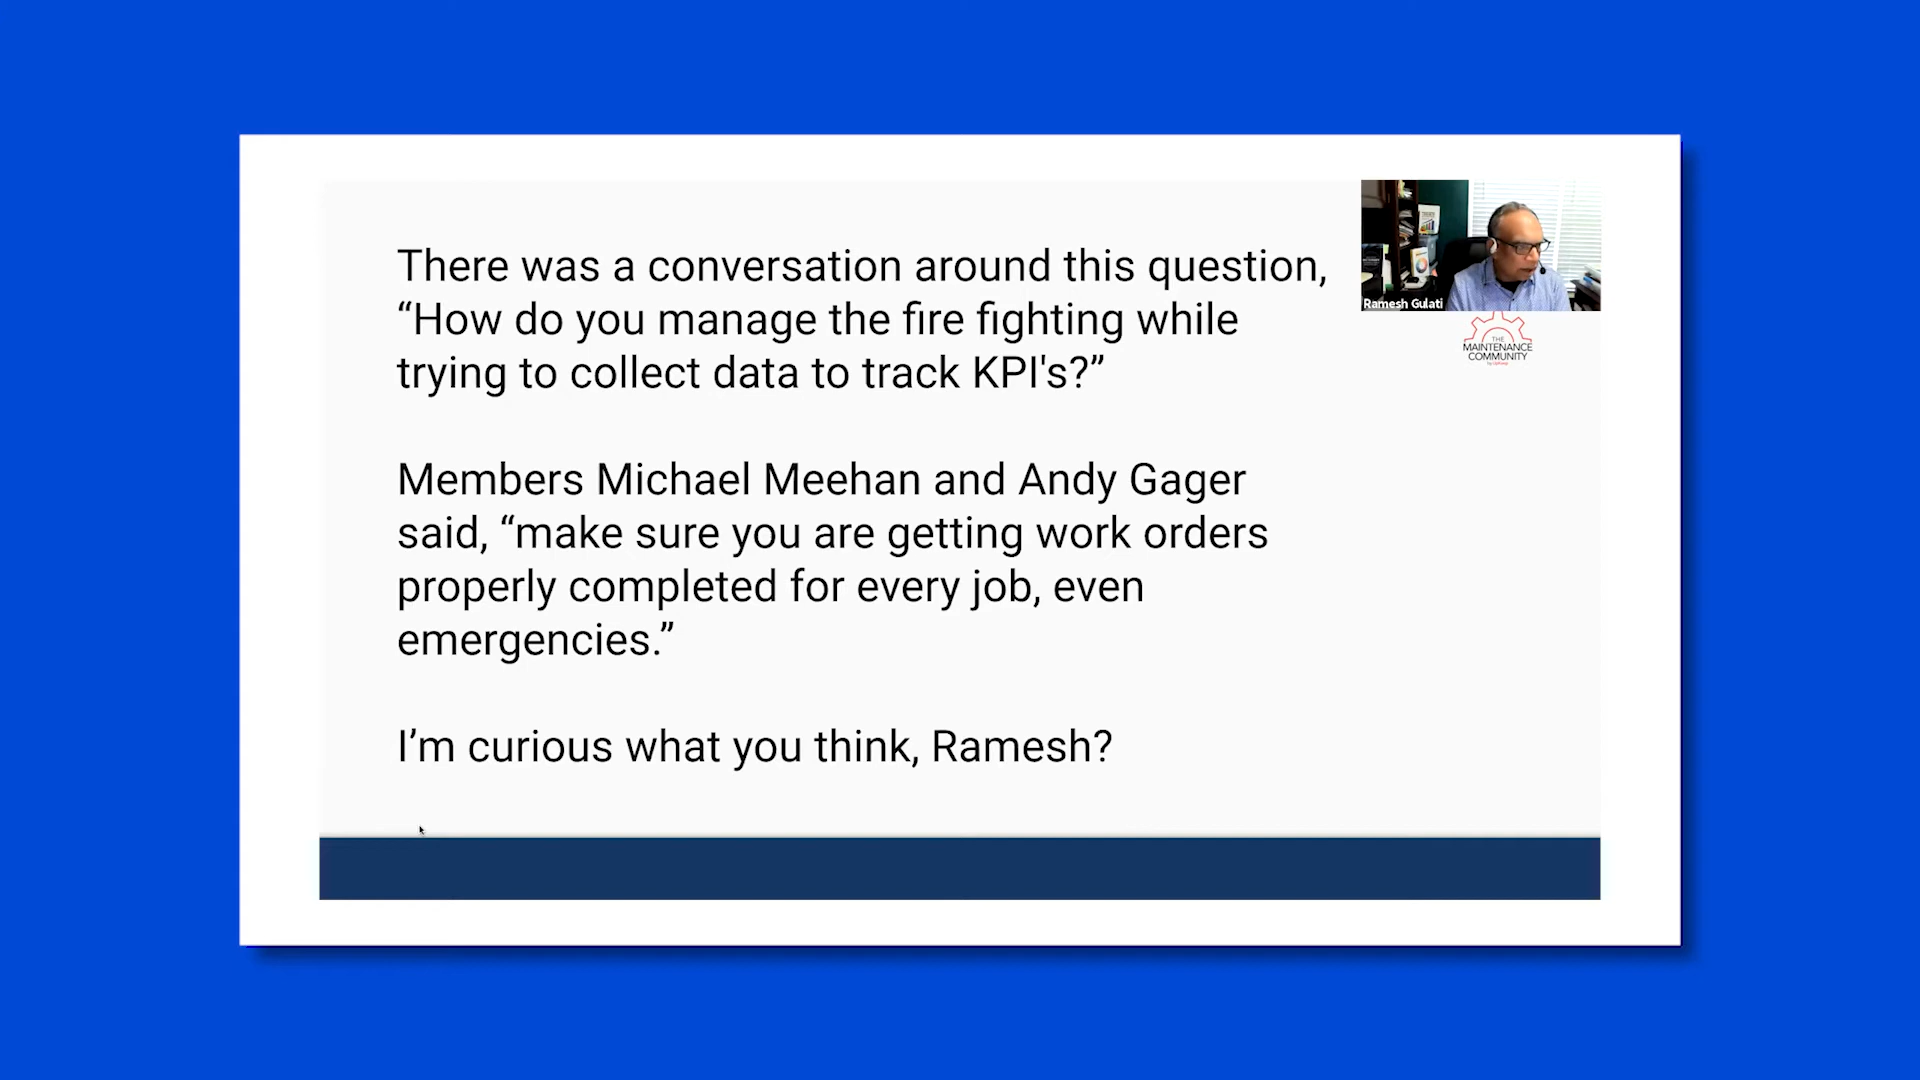 There was a conversation around this question,
“How do you manage the fire fighting while
trying to collect data to track KPI's?”
Members Michael Meehan and Andy Gager
said, “make sure you are getting work orders
properly completed for every job, even
emergencies.”
I’m curious what you think, Ramesh?
Ramesh Gulati
THE
MAINTENANCE
COMMUNITY